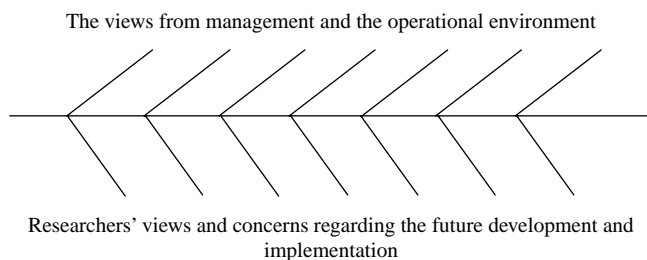 The views from management and the operational environment
Researchers’ views and concerns regarding the future development and
implementation